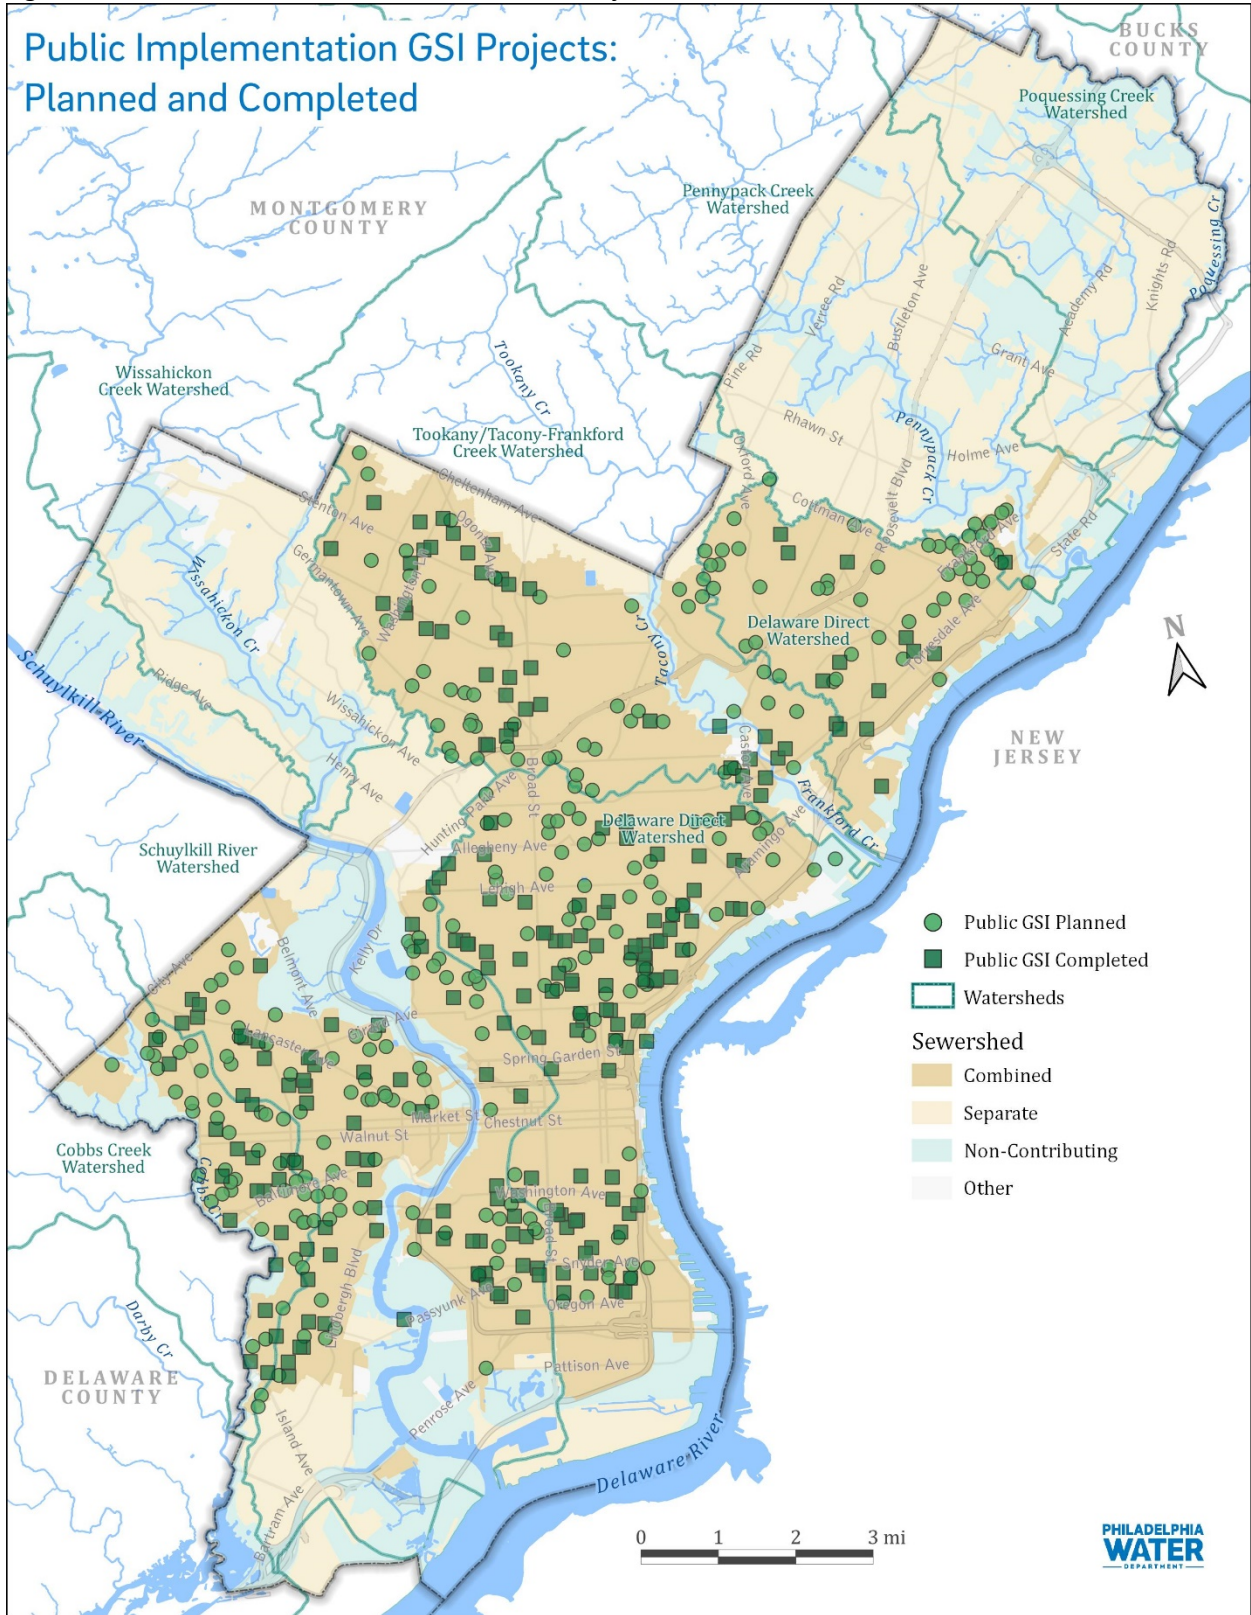 Public Implementation GSI Projects:
Planned and Completed
BUCKS
COUNTY
Poquessing Creek
Watershed
Pennypack Creek
Watershed
MONTGOMERY
COUNTY
Poquessing Cr
Knights Rd
Academy Rd
Bustleton Ave
Verree Rd
Pine Rd
Grant Ave
Tookany Cr
Wissahickon
Creek Watershed
Rhawn St
Pennypack Cr
Holme Ave
Tookany/Tacony-Frankford
Creek Watershed
Oxford Ave
Cheltenham Ave
Roosevelt Blvd
Cottman Ave
Stenton Ave
Ogontz Ave
State Rd
Frankford Ave
Germantown Ave
Washington Ln
Wissahickon Cr
Torresdale Ave
Delaware Direct
Watershed
Tacony Cr
N
Schuylkill River
Ridge Ave
Wissahickon Ave
NEW
JERSEY
Henry Ave
Castor Ave
Broad St
Hunting Park Ave
Frankford Cr
Delaware Direct
Watershed
Aramingo Ave
Allegheny Ave
Schuylkill River
Watershed
Lehigh Ave
Public GSI Planned
Kelly Dr
Belmont Ave
City Ave
Public GSI Completed
Watersheds
Girard Ave
Lancaster Ave
Sewershed
Spring Garden St
Combined
Separate
Market St
Chestnut St
Walnut St
Non-Contributing
Cobbs Creek
Watershed
Cobbs Cr
Baltimore Ave
Other
Washington Ave
Broad St
Snyder Ave
Lindbergh Blvd
Passyunk Ave
Oregon Ave
Darby Cr
Pattison Ave
DELAWARE
COUNTY
Penrose Ave
Island Ave
Delaware River
Bartram Ave
0 1 2 3 mi
PHILADELPHIA
WATER
DEPARTMENT